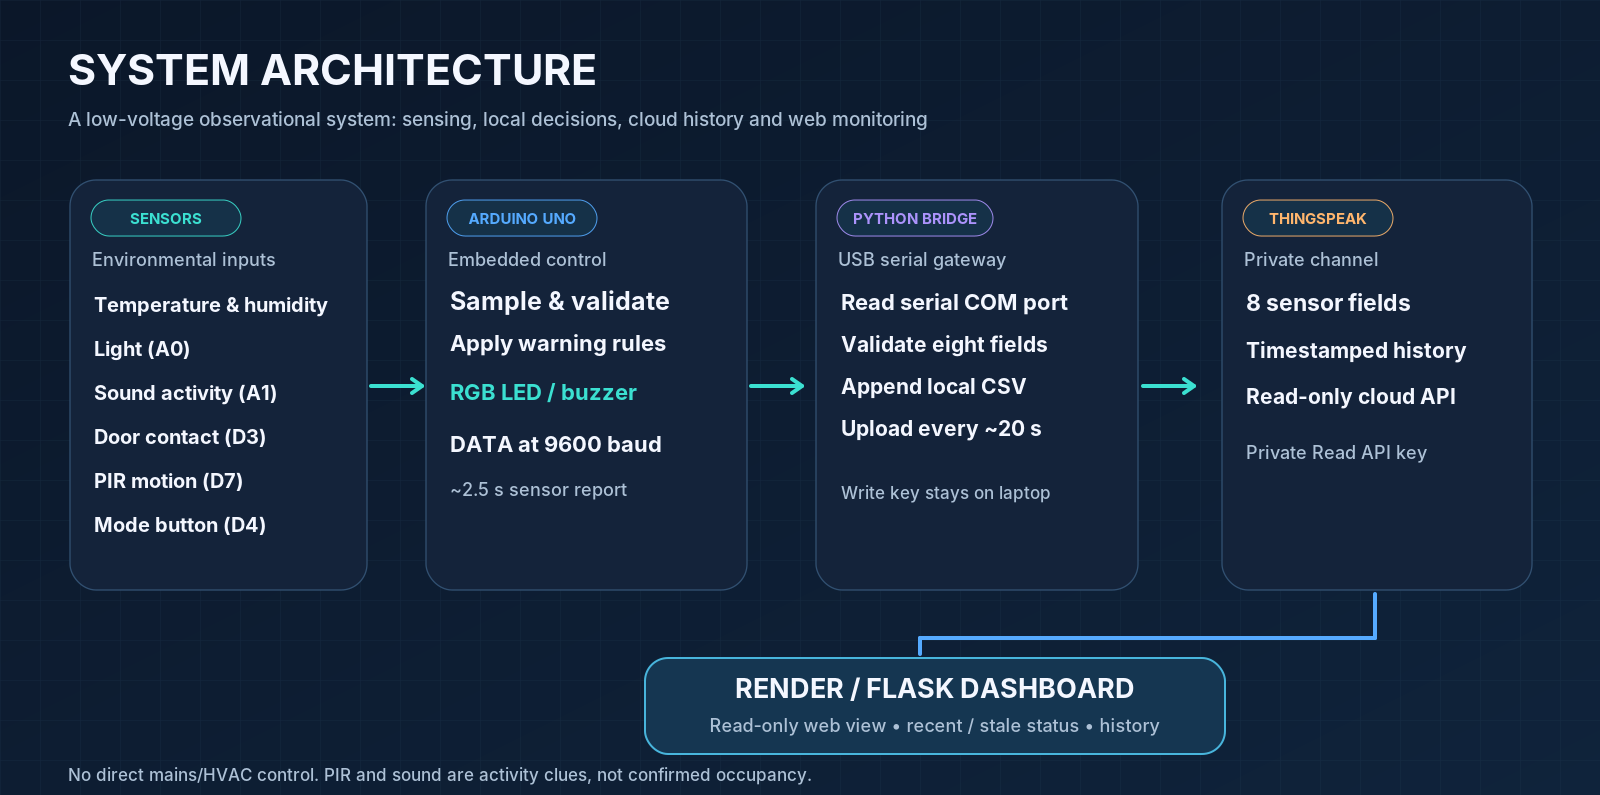 SYSTEM ARCHITECTURE
A low-voltage observational system: sensing, local decisions, cloud history and web monitoring
SENSORS
Environmental inputs
Temperature & humidity
Light (A0)
Sound activity (A1)
Door contact (D3)
PIR motion (D7)
Mode button (D4)
ARDUINO UNO
Embedded control
Sample & validate
Apply warning rules
RGB LED / buzzer
DATA at 9600 baud
~2.5 s sensor report
PYTHON BRIDGE
USB serial gateway
Read serial COM port
Validate eight fields
Append local CSV
Upload every ~20 s
Write key stays on laptop
THINGSPEAK
Private channel
8 sensor fields
Timestamped history
Read-only cloud API
Private Read API key
RENDER / FLASK DASHBOARD
Read-only web view • recent / stale status • history
No direct mains/HVAC control. PIR and sound are activity clues, not confirmed occupancy.